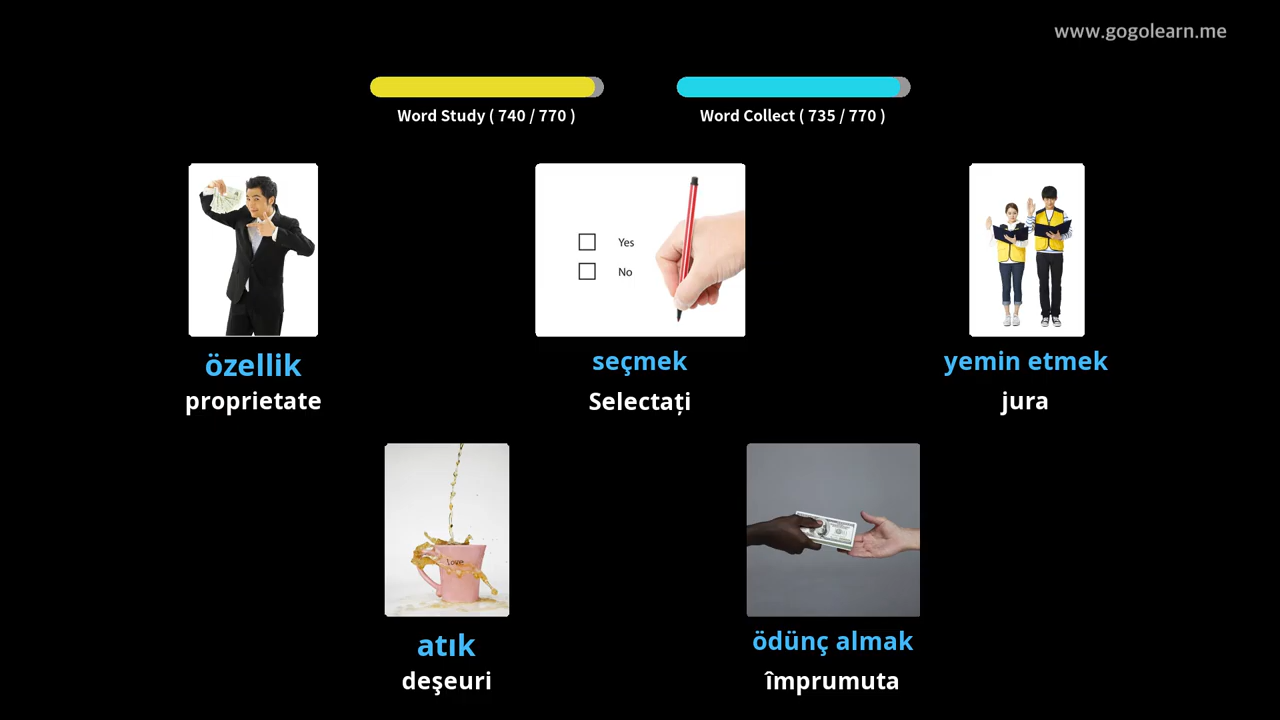 www.gogolearn.me
Word Study ( 740 / 770 )
Word Collect ( 735 / 770 )
Yes
No
özellik
proprietate
seçmek
Selectați
yemin etmek
jura
love
atık
deşeuri
ödünç almak
împrumuta